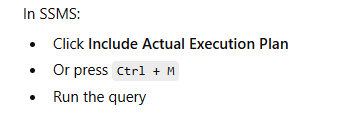 In SSMS:
• Click Include Actual Execution Plan
• Or press Ctrl + M
• Run the query